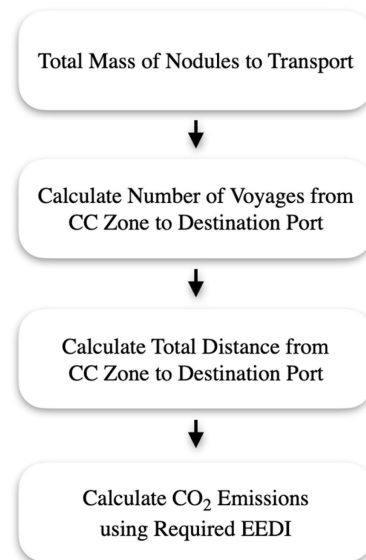 Total Mass of Nodules to Transport
Calculate Number of Voyages from
CC Zone to Destination Port
Calculate Total Distance from
CC Zone to Destination Port
Calculate CO₂ Emissions
using Required EEDI